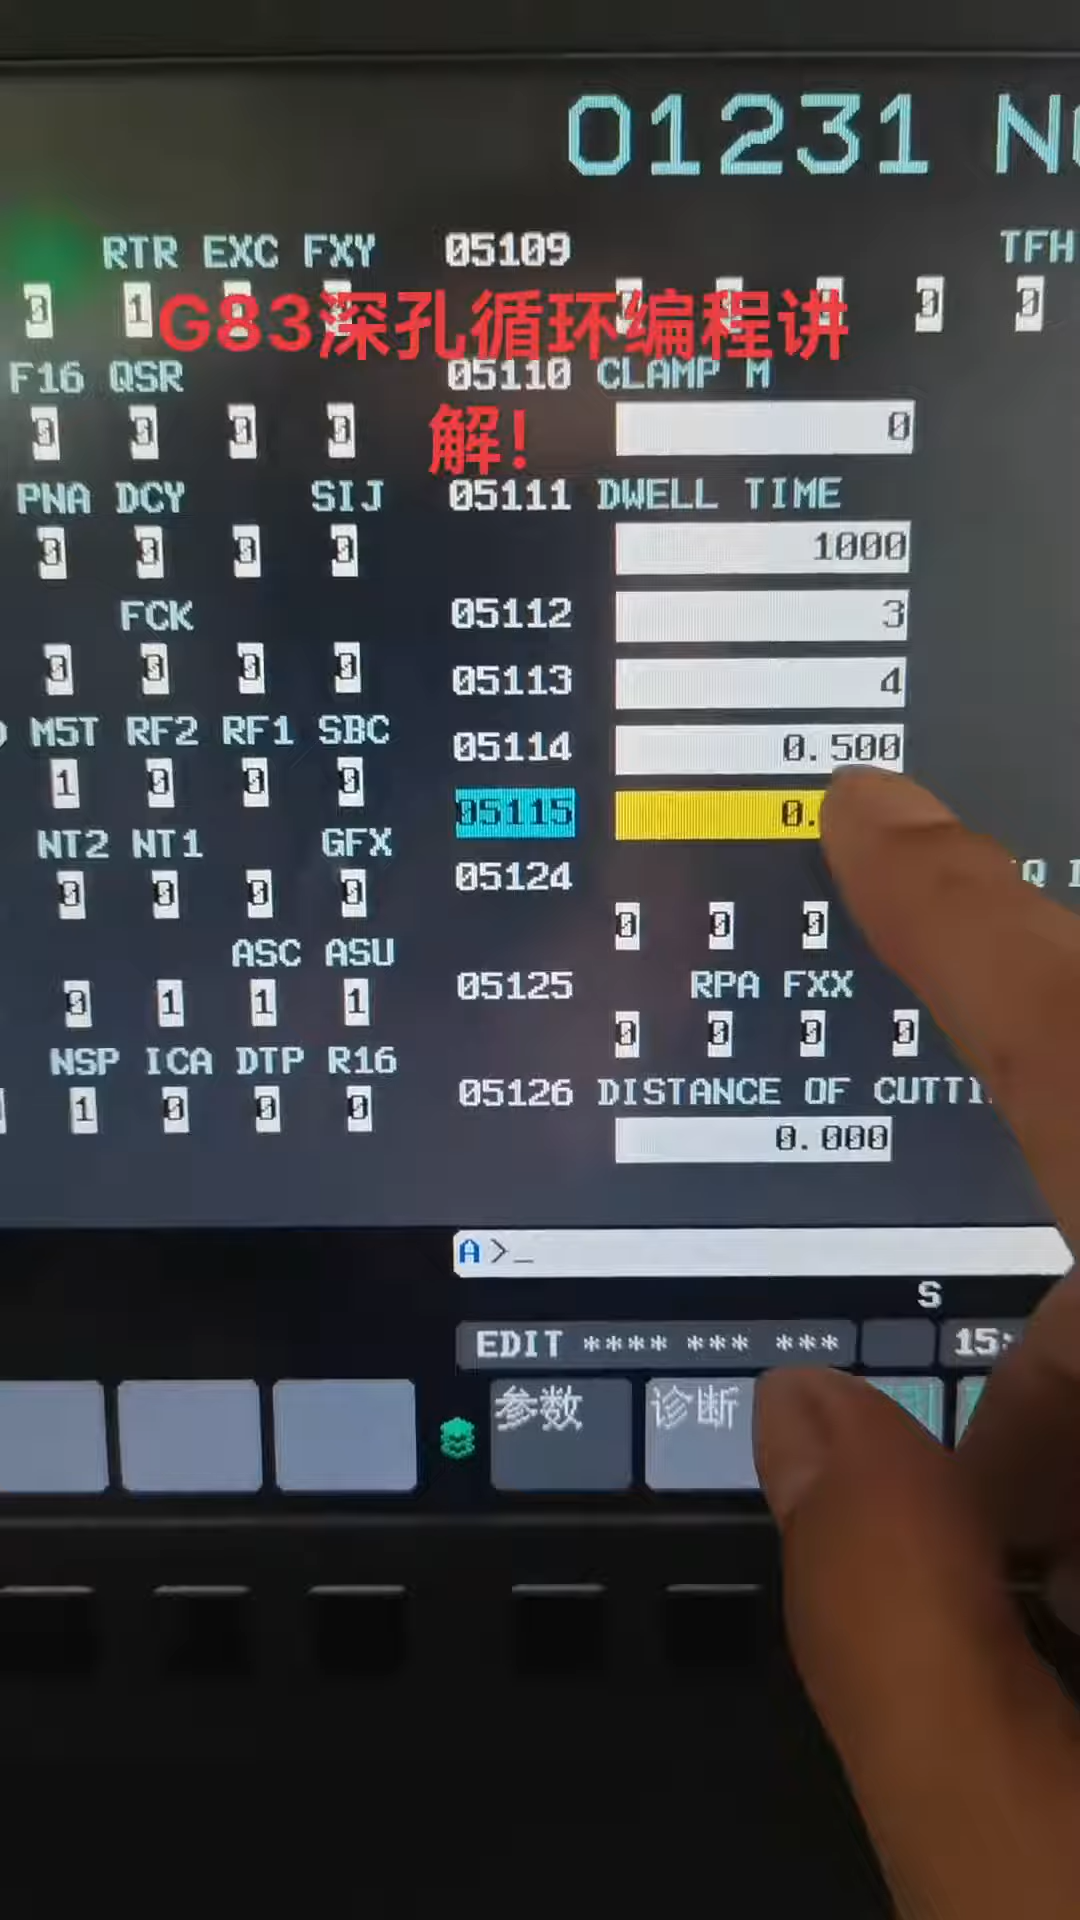 O1231
RTR EXC FXY
1
F16 QSR
0 0 0 0
PNA DCY SIJ
0 0 0 0
FCK
0 0 0 0
M5T RF2 RF1 SBC
1 0 0 0
NT2 NT1 GFX
0 0 0 0
ASC ASU
0 1 1 1
NSP ICA DTP R16
1 0 0 0
05109 TFH
0 0
05110 CLAMP M
0
05111 DWELL TIME
1000
05112 3
05113 4
05114 0.500
05115 0.
05124
0 0 0
05125 RPA FXX
0 0 0 0
05126 DISTANCE OF
0.000
G83深孔循环编程讲
解!
A>_
S
EDIT **** *** ***
15:
参数 诊断